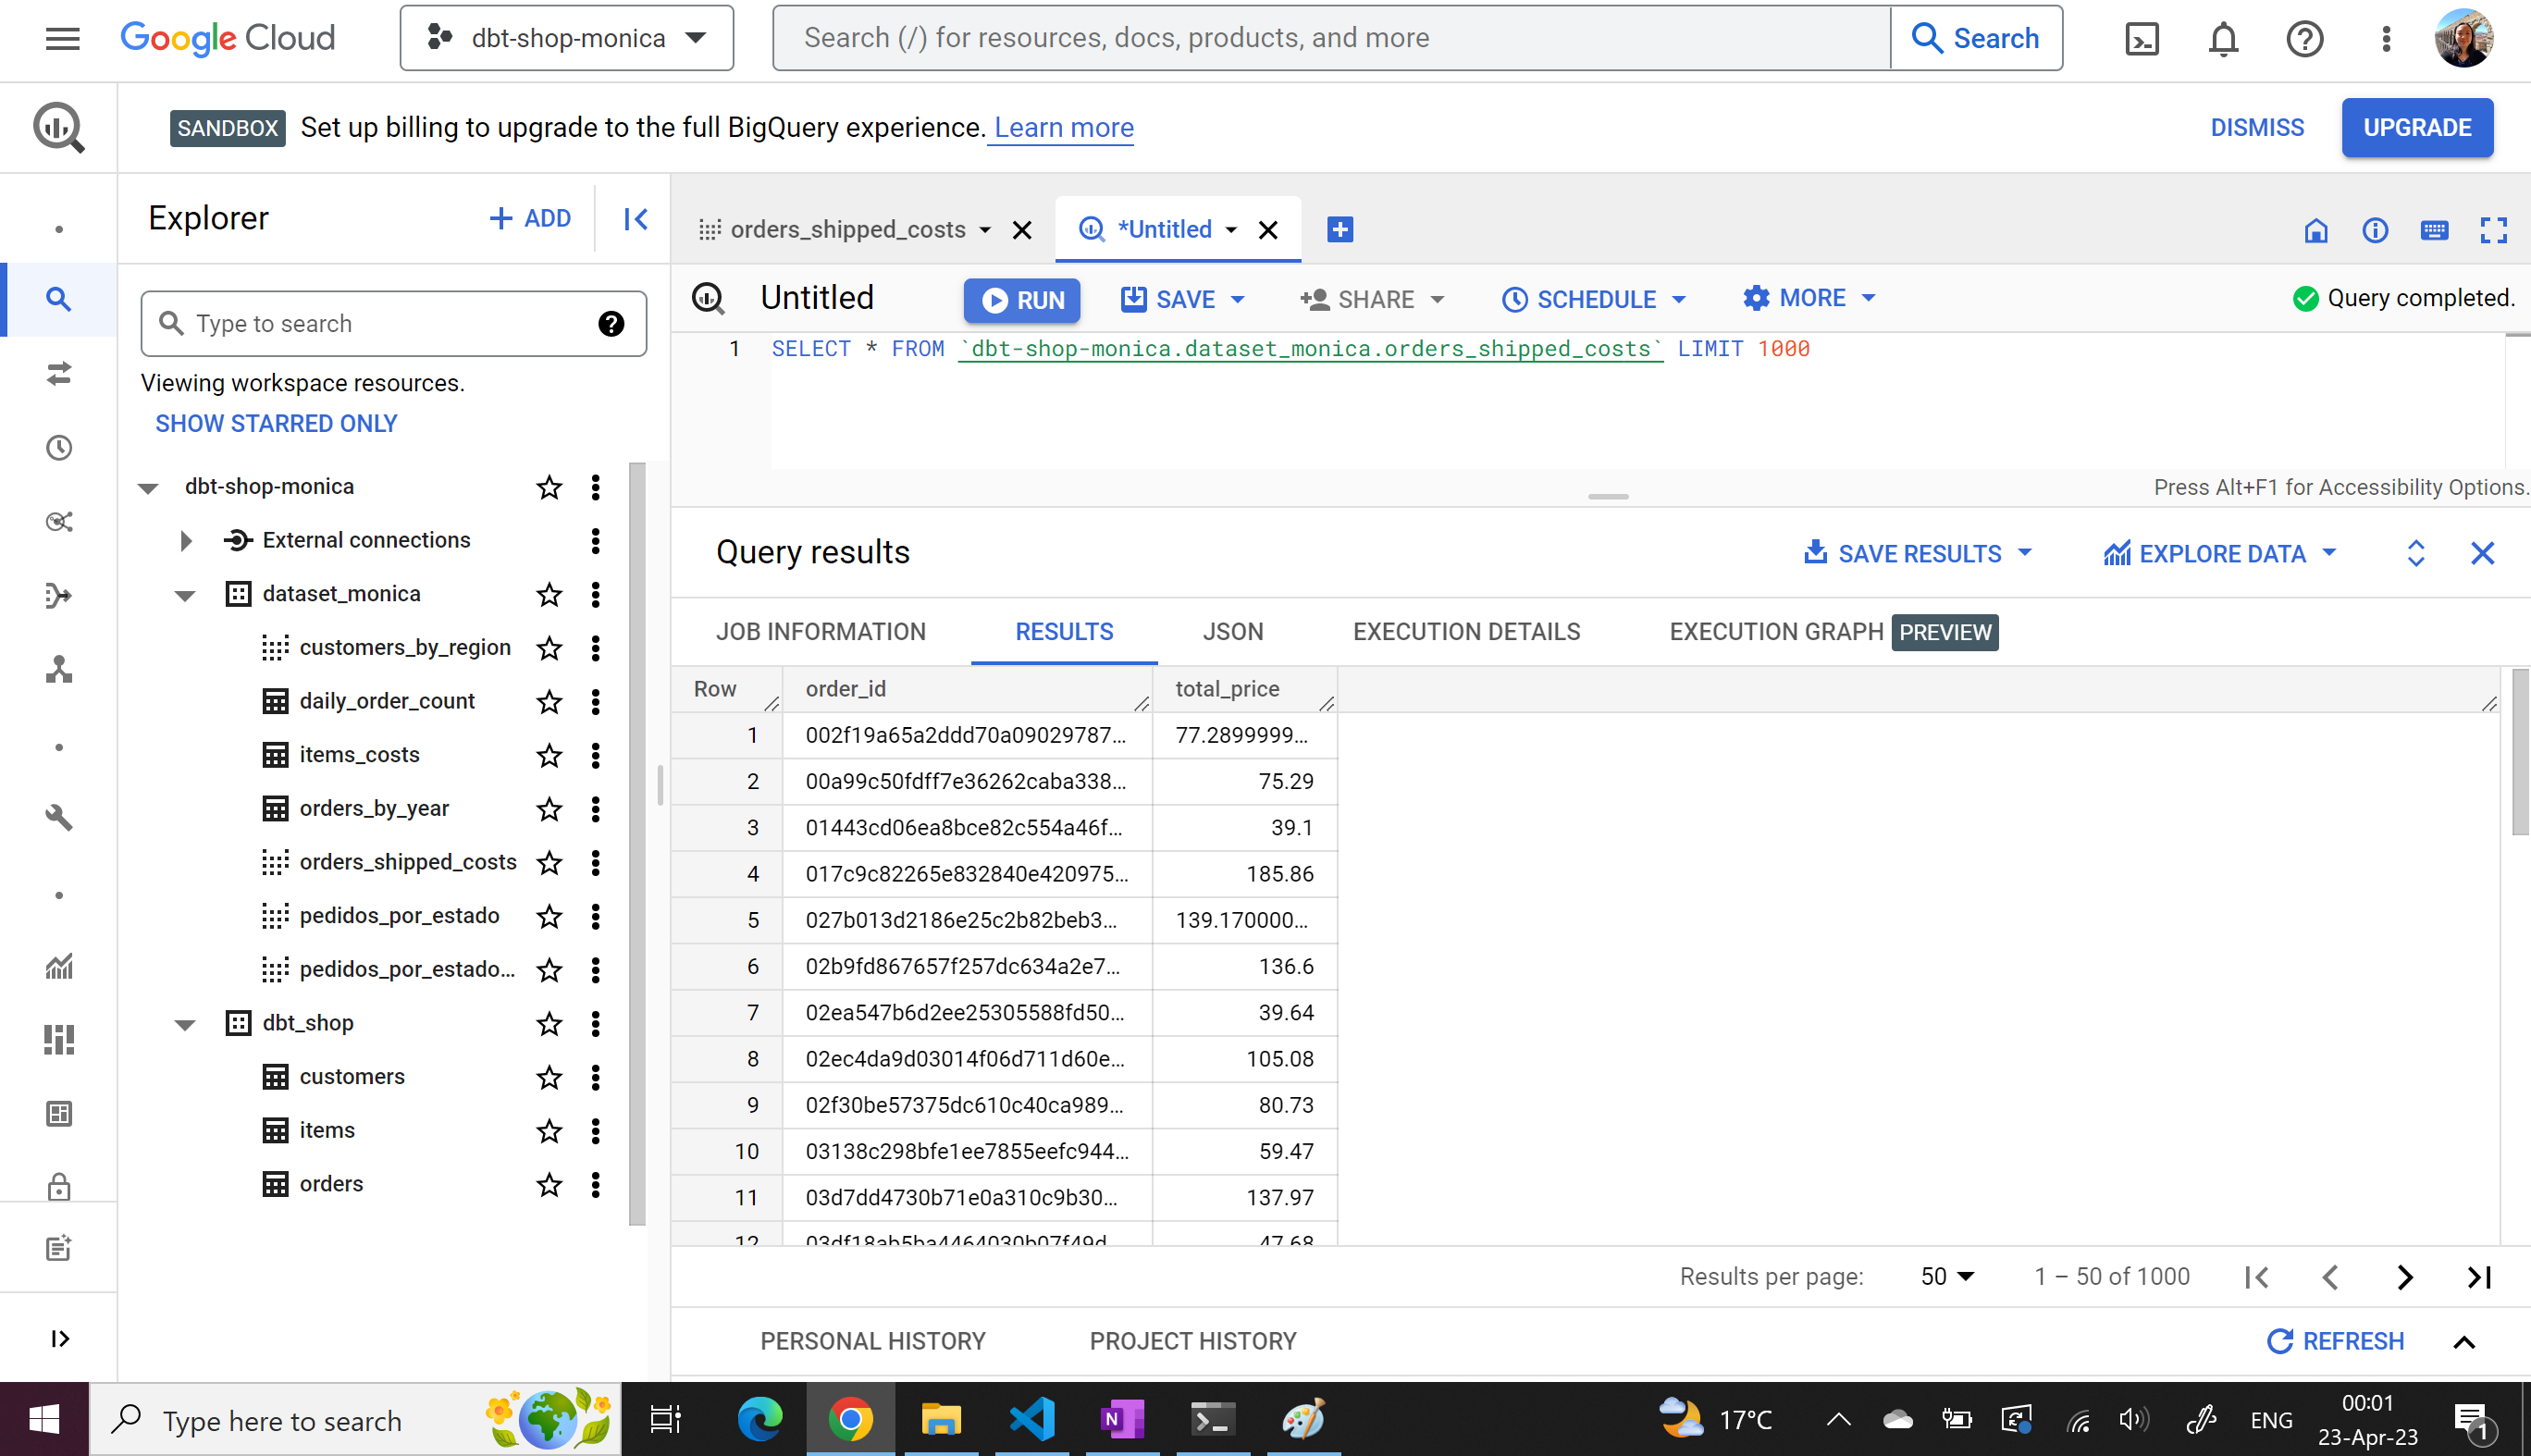 Google Cloud
dbt-shop-monica
Search (/) for resources, docs, products, and more
Search
SANDBOX Set up billing to upgrade to the full BigQuery experience. Learn more
DISMISS
UPGRADE
Explorer
+ ADD
Type to search
Viewing workspace resources.
SHOW STARRED ONLY
dbt-shop-monica
External connections
dataset_monica
customers_by_region
daily_order_count
items_costs
orders_by_year
orders_shipped_costs
pedidos_por_estado
pedidos_por_estado...
dbt_shop
customers
items
orders
orders_shipped_costs
*Untitled
Untitled
RUN
SAVE
SHARE
SCHEDULE
MORE
Query completed.
1 SELECT * FROM `dbt-shop-monica.dataset_monica.orders_shipped_costs` LIMIT 1000
Press Alt+F1 for Accessibility Options.
Query results
SAVE RESULTS
EXPLORE DATA
JOB INFORMATION
RESULTS
JSON
EXECUTION DETAILS
EXECUTION GRAPH PREVIEW
Row order_id total_price
1 002f19a65a2ddd70a09029787... 77.2899999...
2 00a99c50fdff7e36262caba338... 75.29
3 01443cd06ea8bce82c554a46f... 39.1
4 017c9c82265e832840e420975... 185.86
5 027b013d2186e25c2b82beb3... 139.170000...
6 02b9fd867657f257dc634a2e7... 136.6
7 02ea547b6d2ee25305588fd50... 39.64
8 02ec4da9d03014f06d711d60e... 105.08
9 02f30be57375dc610c40ca989... 80.73
10 03138c298bfe1ee7855eefc944... 59.47
11 03d7dd4730b71e0a310c9b30... 137.97
12 03df18ab5ba4464030b07f49d 47.68
Results per page: 50 1 – 50 of 1000
PERSONAL HISTORY
PROJECT HISTORY
REFRESH
Type here to search
17°C
ENG
00:01
23-Apr-23
1